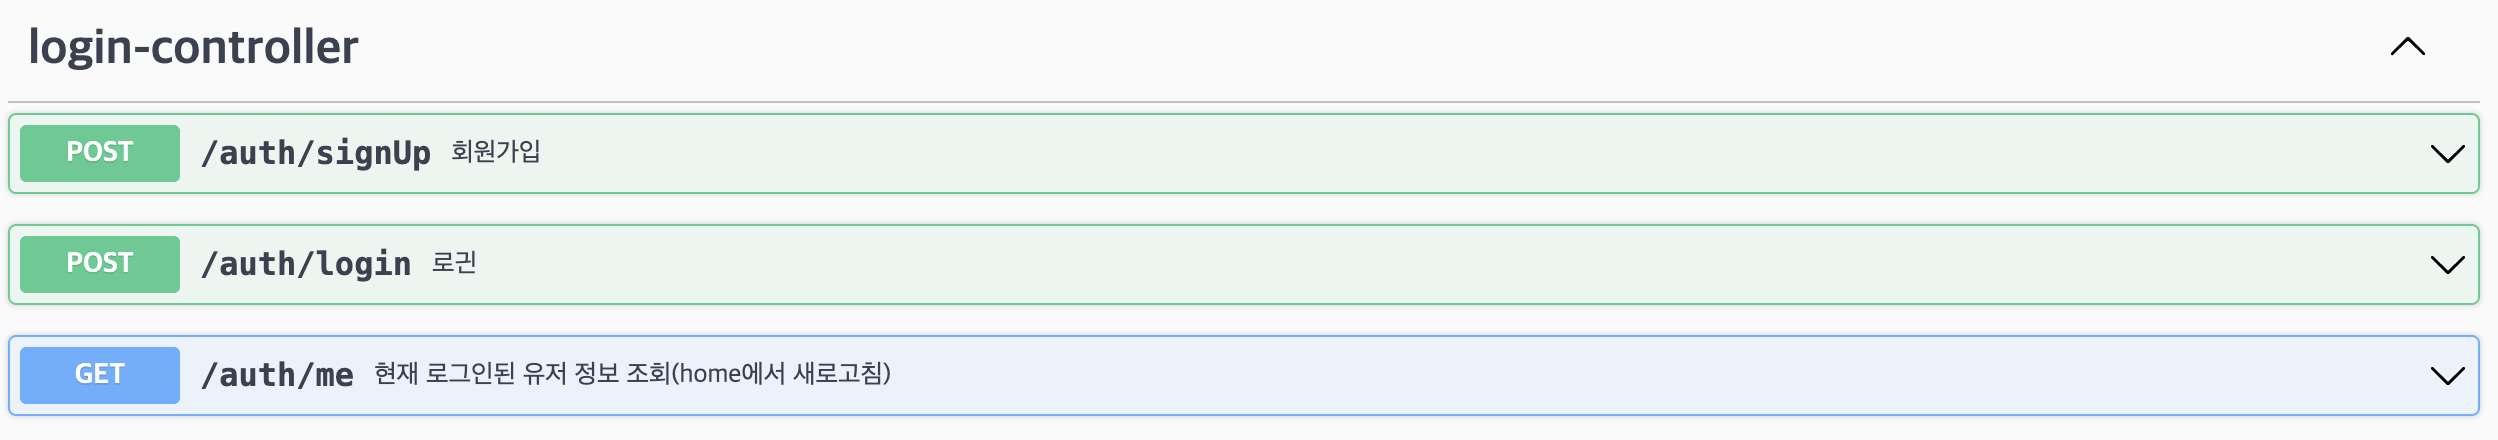 login-controller
POST /auth/signUp 회원가입
POST /auth/login 로긴
GET /auth/me 현재 로그인된 유저 정보 조회(home에서 새로고침)